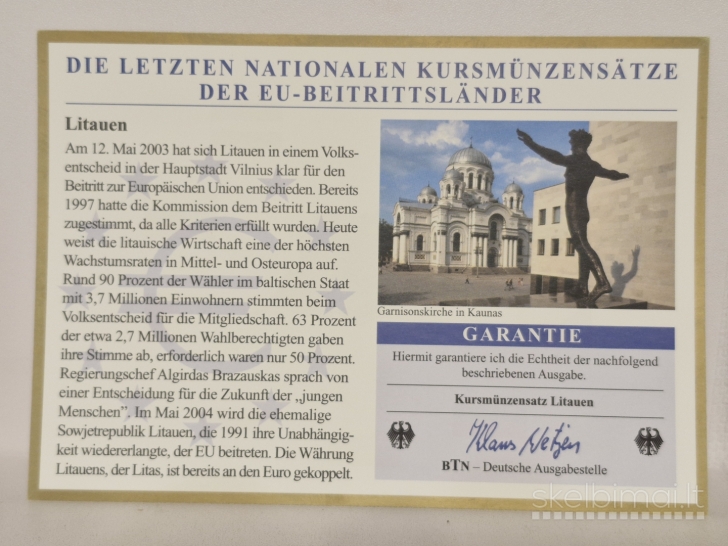 DIE LETZTEN NATIONALEN KURSMÜNZENSÄTZE
DER EU-BEITRITTSLÄNDER
Litauen
Am 12. Mai 2003 hat sich Litauen in einem Volks-
entscheid in der Hauptstadt Vilnius klar für den
Beitritt zur Europäischen Union entschieden. Bereits
1997 hatte die Kommission dem Beitritt Litauens
zugestimmt, da alle Kriterien erfüllt wurden. Heute
weist die litauische Wirtschaft eine der höchsten
Wachstumsraten in Mittel- und Osteuropa auf.
Rund 90 Prozent der Wähler im baltischen Staat
mit 3,7 Millionen Einwohnern stimmten beim
Volksentscheid für die Mitgliedschaft. 63 Prozent
der etwa 2,7 Millionen Wahlberechtigten gaben
ihre Stimme ab, erforderlich waren nur 50 Prozent.
Regierungschef Algirdas Brazauskas sprach von
einer Entscheidung für die Zukunft der „jungen
Menschen”. Im Mai 2004 wird die ehemalige
Sowjetrepublik Litauen, die 1991 ihre Unabhängig-
keit wiedererlangte, der EU beitreten. Die Währung
Litauens, der Litas, ist bereits an den Euro gekoppelt.
Garnisonskirche in Kaunas
GARANTIE
Hiermit garantiere ich die Echtheit der nachfolgend
beschriebenen Ausgabe.
Kursmünzensatz Litauen
Klaus
BTN – Deutsche Ausgabestelle
skelbimai.lt